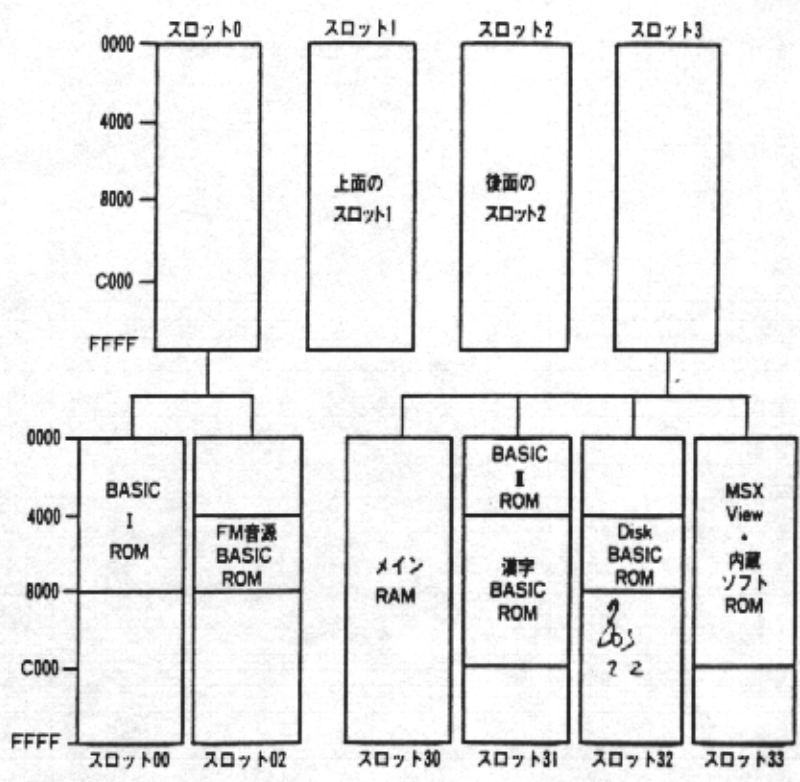 スロット0
スロット1
スロット2
スロット3
0000
4000
8000
C000
FFFF
上面の
スロット1
後面の
スロット2
0000
4000
8000
C000
FFFF
BASIC
I
ROM
FM音源
BASIC
ROM
メイン
RAM
BASIC
II
ROM
漢字
BASIC
ROM
Disk
BASIC
ROM
? ?
MSX
View
・
内蔵
ソフト
ROM
スロット00
スロット02
スロット30
スロット31
スロット32
スロット33